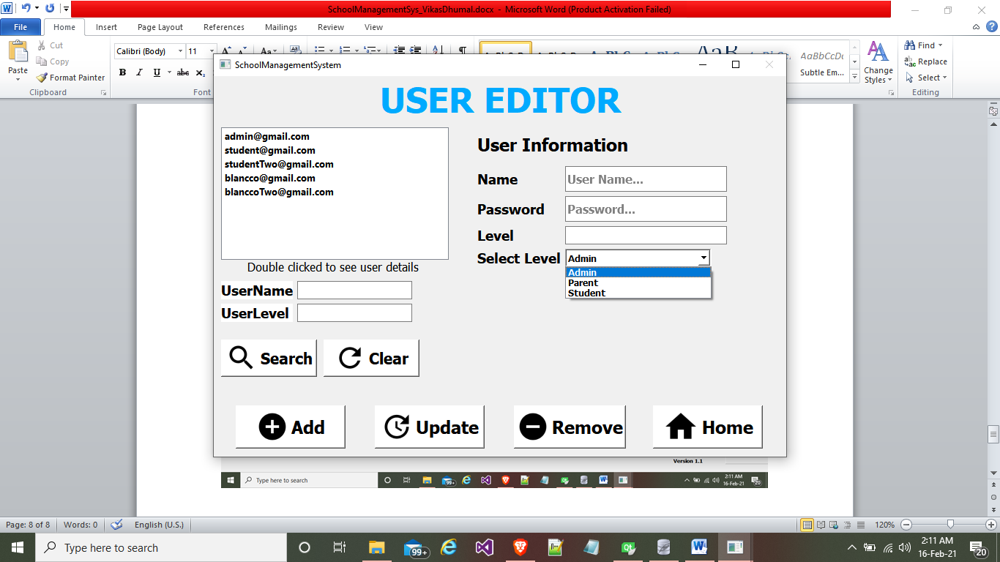 SchoolManagementSys_VikasDhumal.docx - Microsoft Word (Product Activation Failed)
File Home Insert Page Layout References Mailings Review View
Paste
Cut
Copy
Format Painter
Clipboard
Calibri (Body) 11
B I U abc
Font
AaBbCcDc
Subtle Em...
Change Styles
Find
Replace
Select
Editing
SchoolManagementSystem
USER EDITOR
admin@gmail.com
student@gmail.com
studentTwo@gmail.com
blancco@gmail.com
blanccoTwo@gmail.com
Double clicked to see user details
UserName
UserLevel
Search Clear
User Information
Name User Name...
Password Password...
Level
Select Level Admin
Admin
Parent
Student
Add Update Remove Home
Version 1.1
Type here to search
99+
2:11 AM
16-Feb-21
20
Page: 8 of 8 Words: 0 English (U.S.) 120%
Type here to search
99+
2:11 AM
16-Feb-21
20